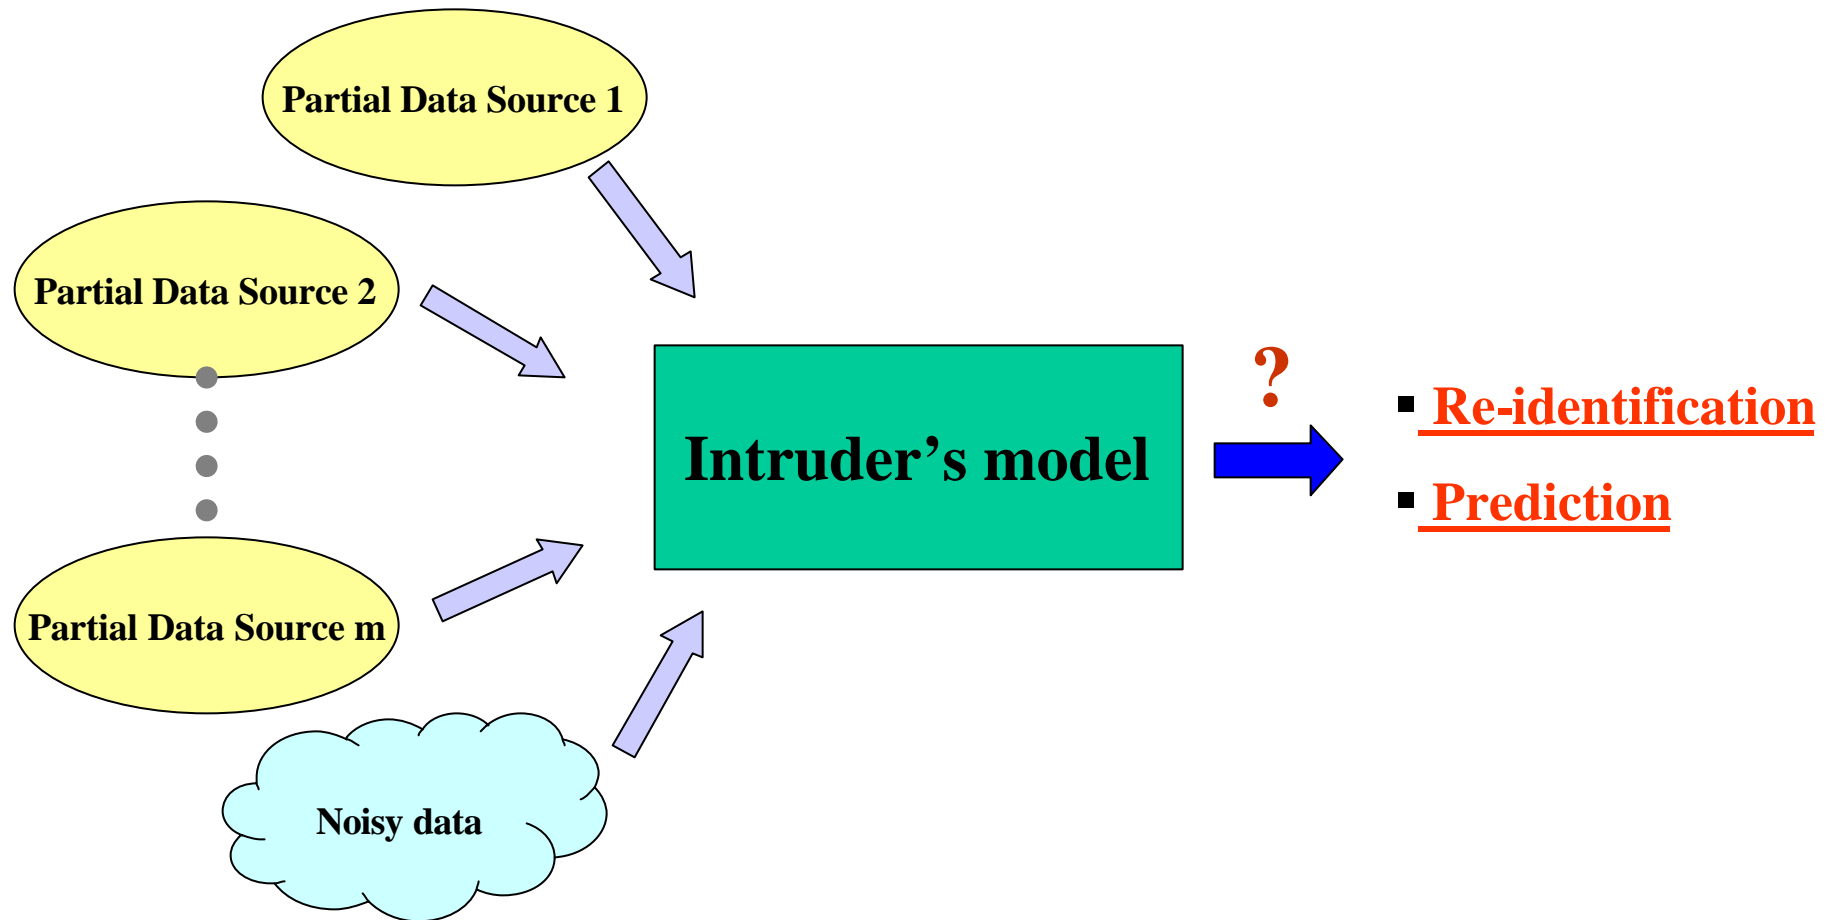 Partial Data Source 1
Partial Data Source 2
Partial Data Source m
Noisy data
Intruder’s model
?
▪ Re-identification
▪ Prediction